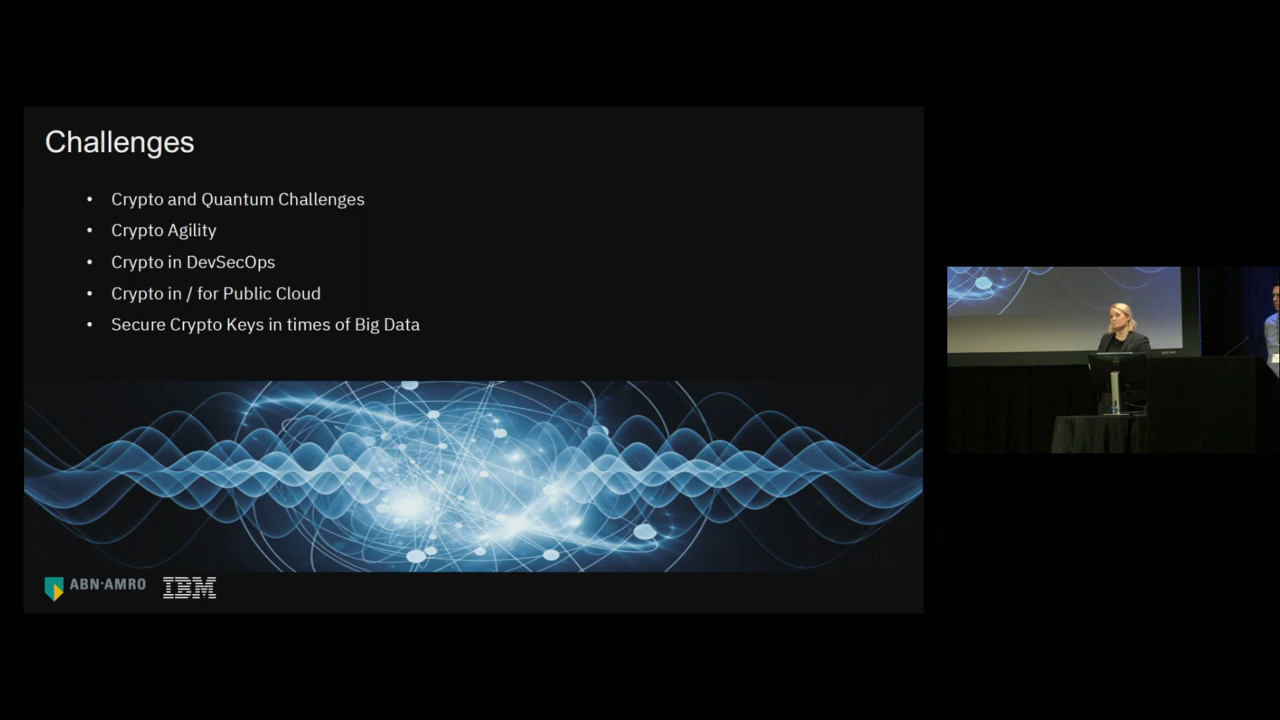 Challenges
• Crypto and Quantum Challenges
• Crypto Agility
• Crypto in DevSecOps
• Crypto in / for Public Cloud
• Secure Crypto Keys in times of Big Data
ABN·AMRO IBM